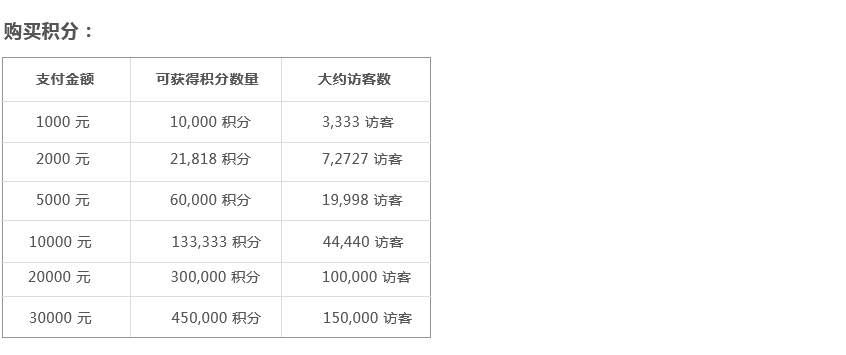 购买积分：
支付金额 可获得积分数量 大约访客数
1000 元 10,000 积分 3,333 访客
2000 元 21,818 积分 7,2727 访客
5000 元 60,000 积分 19,998 访客
10000 元 133,333 积分 44,440 访客
20000 元 300,000 积分 100,000 访客
30000 元 450,000 积分 150,000 访客